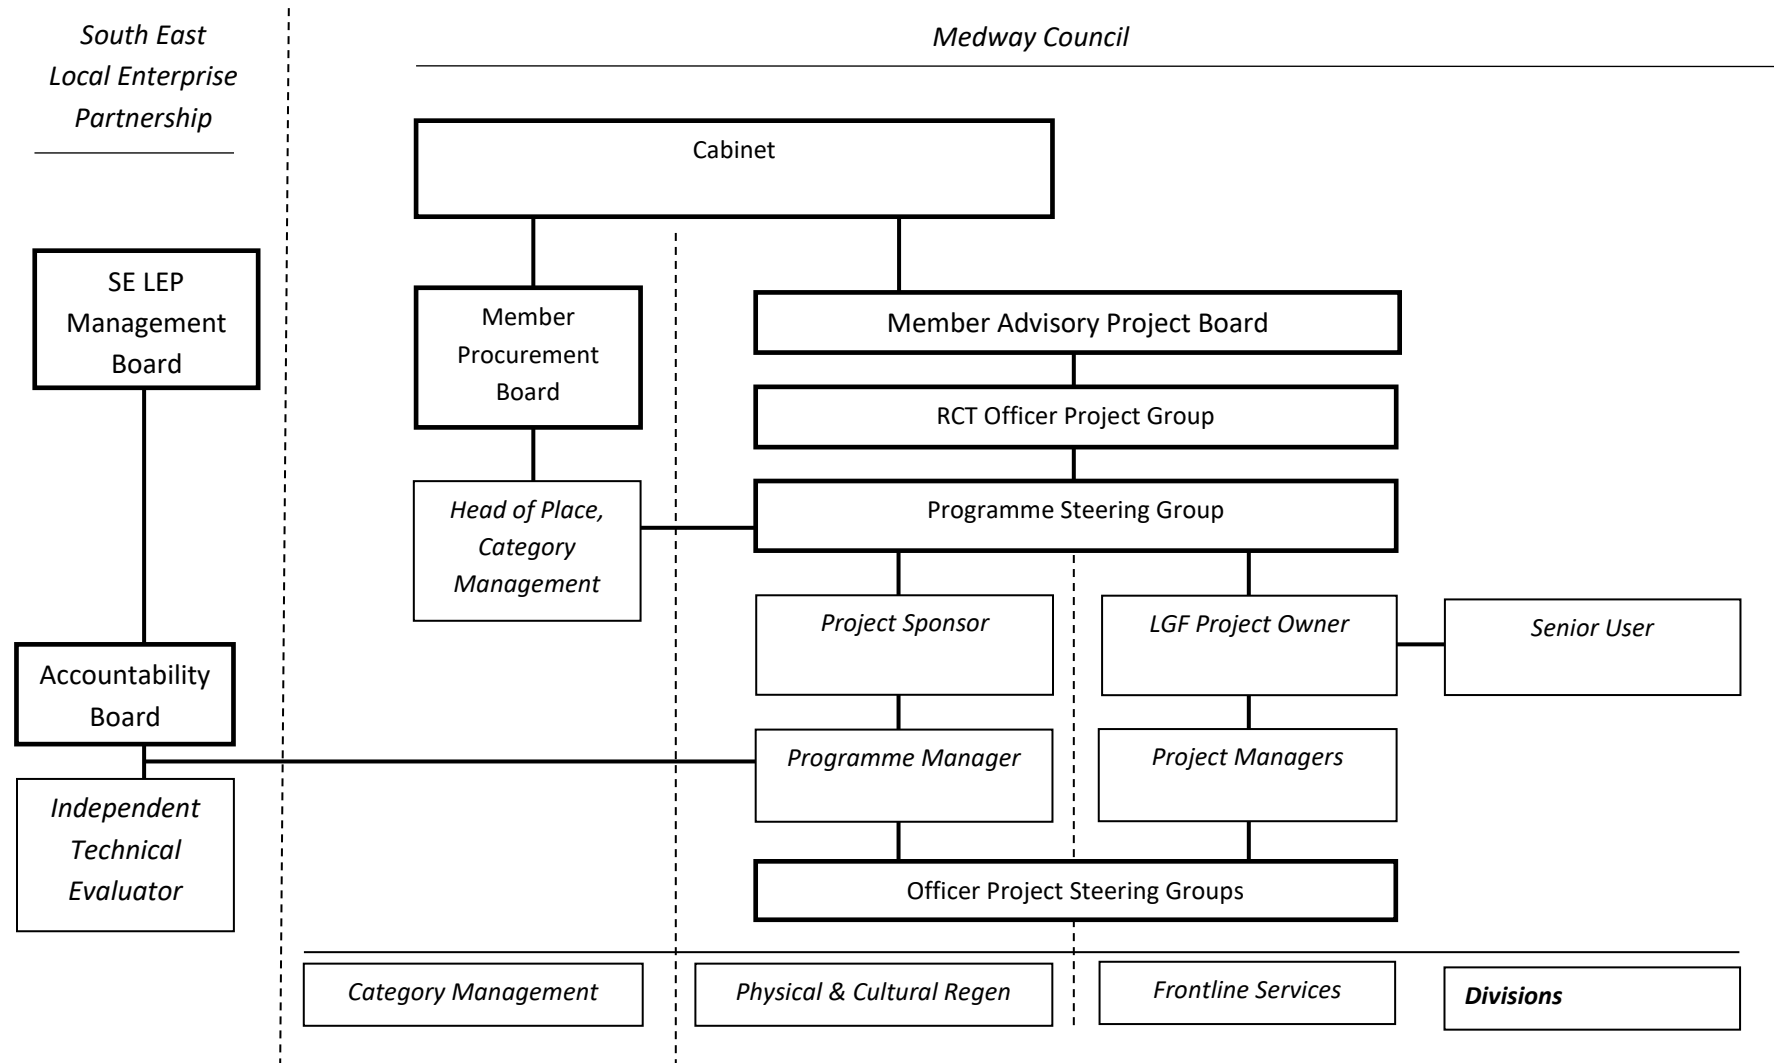 South East
Local Enterprise
Partnership
Medway Council
Cabinet
SE LEP
Management
Board
Member
Procurement
Board
Member Advisory Project Board
RCT Officer Project Group
Head of Place,
Category
Management
Programme Steering Group
Project Sponsor
LGF Project Owner
Senior User
Accountability
Board
Programme Manager
Project Managers
Independent
Technical
Evaluator
Officer Project Steering Groups
Category Management
Physical & Cultural Regen
Frontline Services
Divisions